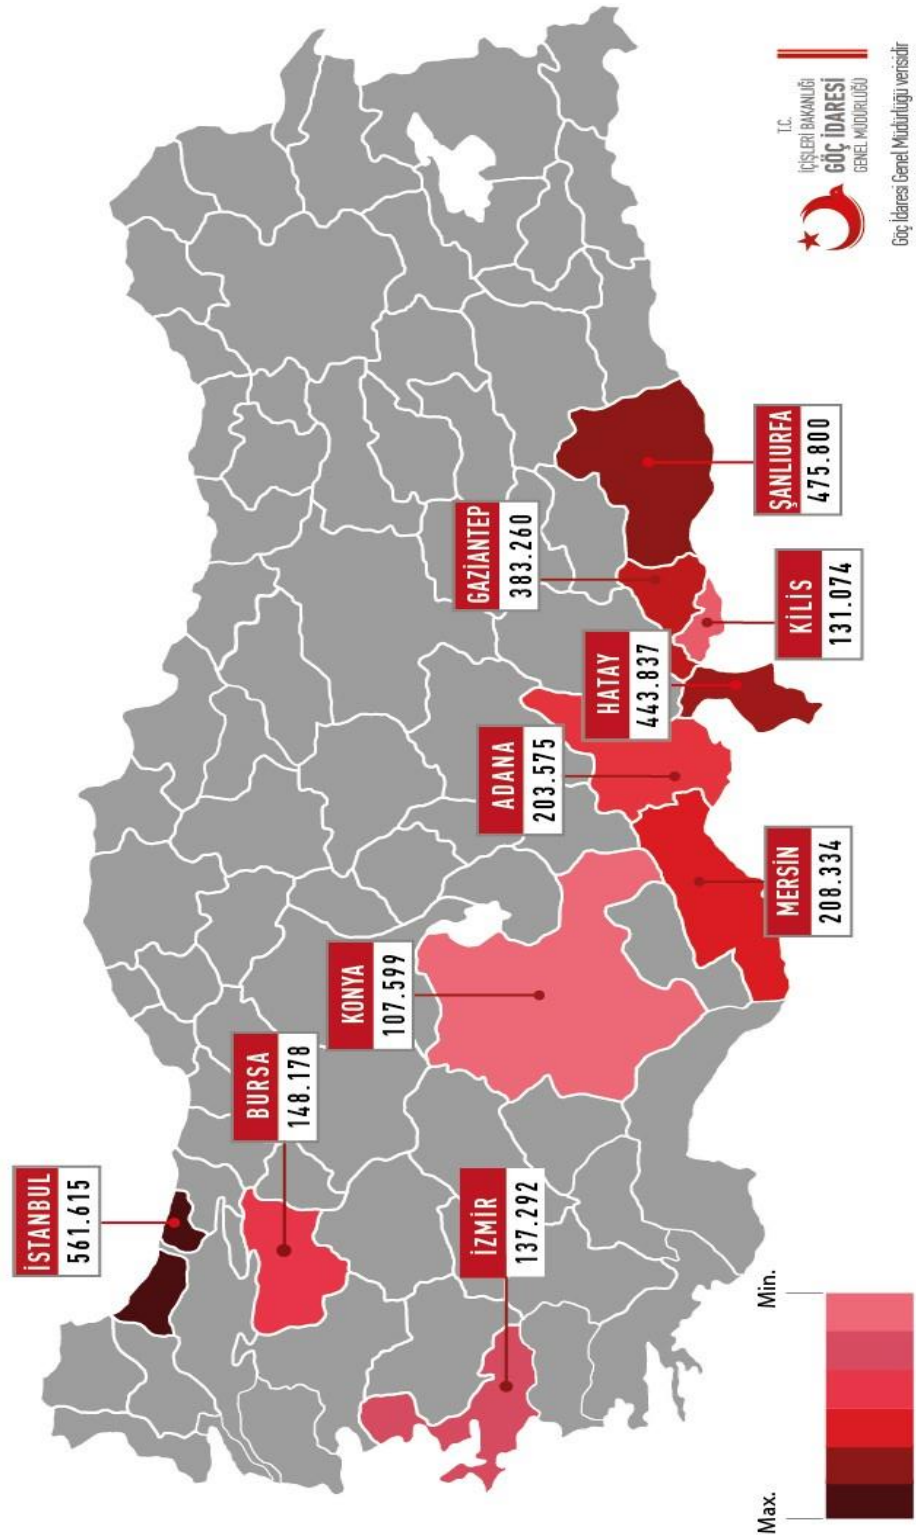 İSTANBUL
561.615
BURSA
148.178
KONYA
107.599
İZMİR
137.292
ADANA
203.575
GAZİANTEP
383.260
HATAY
443.837
ŞANLIURFA
475.800
KİLİS
131.074
MERSİN
208.334
Max.
Min.
T.C.
İÇİŞLERİ BAKANLIĞI
GÖÇ İDARESİ
GENEL MÜDÜRLÜĞÜ
Göç İdaresi Genel Müdürlüğü verisidir